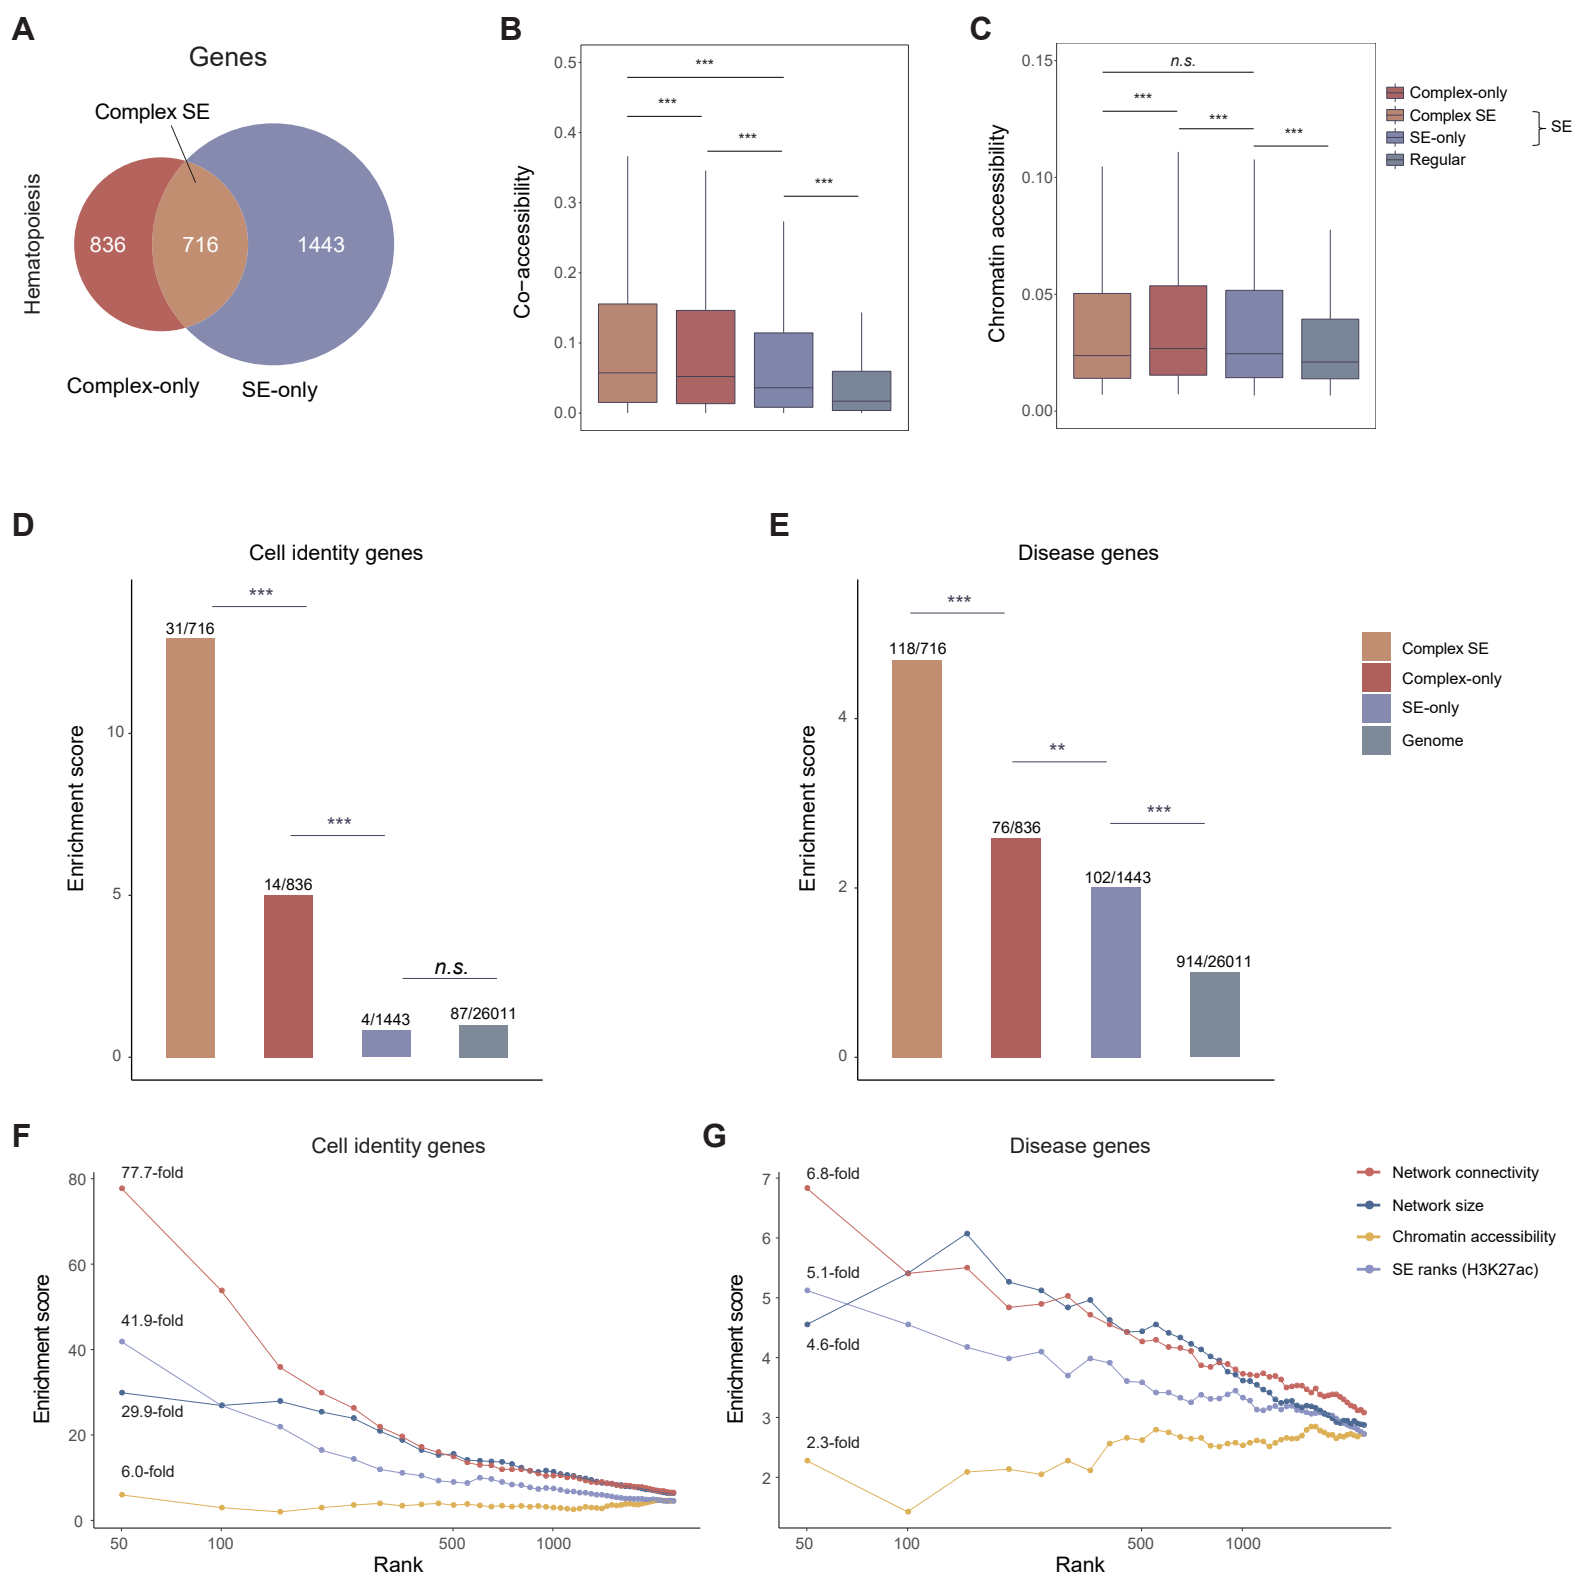 A
Genes
Complex SE
Hematopoiesis
836
716
1443
Complex-only
SE-only
B
Co−accessibility
0.5
0.4
0.3
0.2
0.1
0.0
***
***
***
***
C
Chromatin accessibility
0.15
0.10
0.05
0.00
n.s.
***
***
***
Complex-only
Complex SE
SE-only
Regular
SE
D
Cell identity genes
Enrichment score
10
5
0
***
31/716
***
14/836
n.s.
4/1443
87/26011
E
Disease genes
Enrichment score
4
2
0
***
118/716
**
76/836
***
102/1443
914/26011
Complex SE
Complex-only
SE-only
Genome
F
Cell identity genes
Enrichment score
80
60
40
20
0
77.7-fold
41.9-fold
29.9-fold
6.0-fold
50
100
500
1000
Rank
G
Disease genes
Enrichment score
7
6
5
4
3
2
6.8-fold
5.1-fold
4.6-fold
2.3-fold
50
100
500
1000
Rank
Network connectivity
Network size
Chromatin accessibility
SE ranks (H3K27ac)